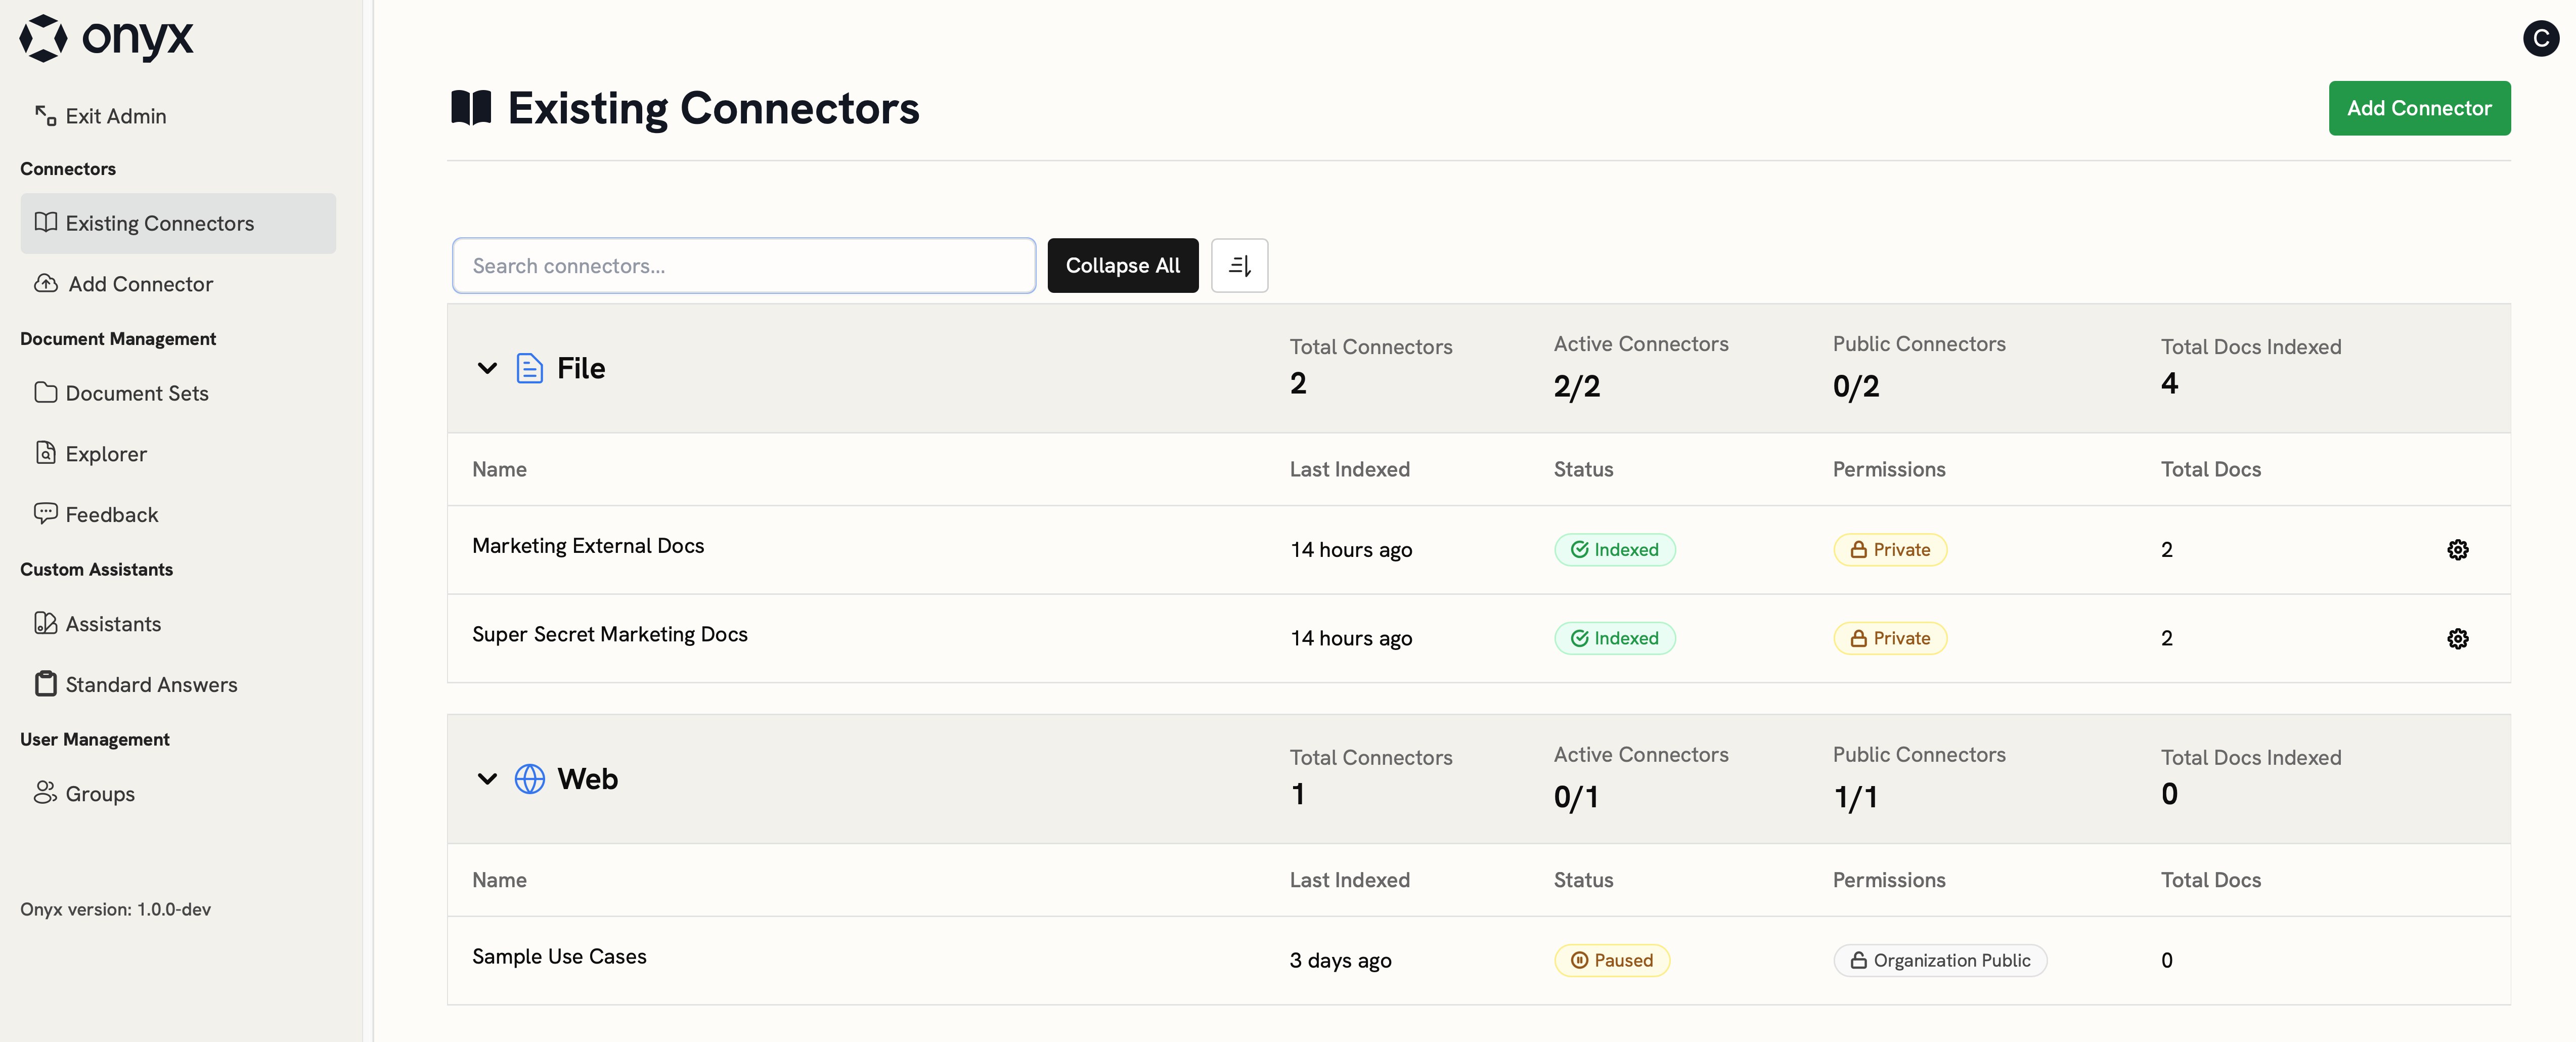 onyx
Exit Admin
Connectors
Existing Connectors
Add Connector
Document Management
Document Sets
Explorer
Feedback
Custom Assistants
Assistants
Standard Answers
User Management
Groups
Onyx version: 1.0.0-dev
C
Existing Connectors
Add Connector
Search connectors...
Collapse All
File
Total Connectors
2
Active Connectors
2/2
Public Connectors
0/2
Total Docs Indexed
4
Name Last Indexed Status Permissions Total Docs
Marketing External Docs 14 hours ago Indexed Private 2
Super Secret Marketing Docs 14 hours ago Indexed Private 2
Web
Total Connectors
1
Active Connectors
0/1
Public Connectors
1/1
Total Docs Indexed
0
Name Last Indexed Status Permissions Total Docs
Sample Use Cases 3 days ago Paused Organization Public 0